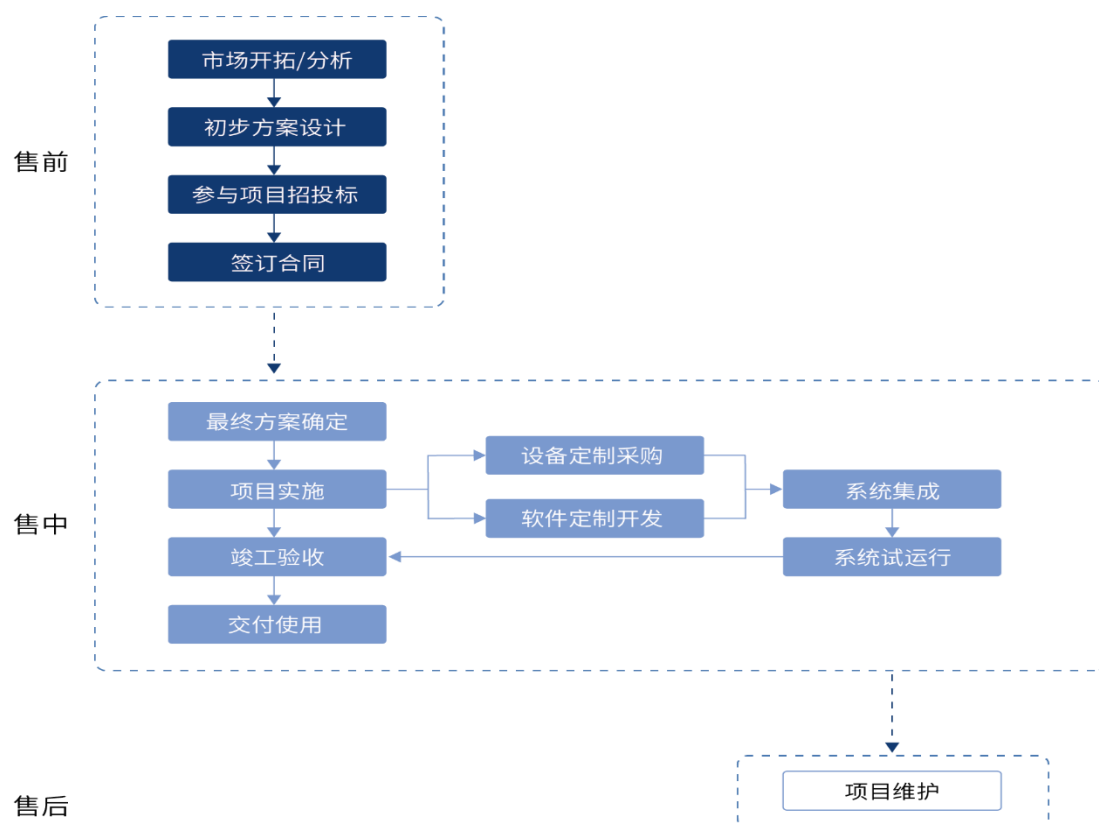 市场开拓/分析
初步方案设计
售前
参与项目招投标
签订合同
最终方案确定
设备定制采购
项目实施
系统集成
售中
软件定制开发
竣工验收
系统试运行
交付使用
项目维护
售后